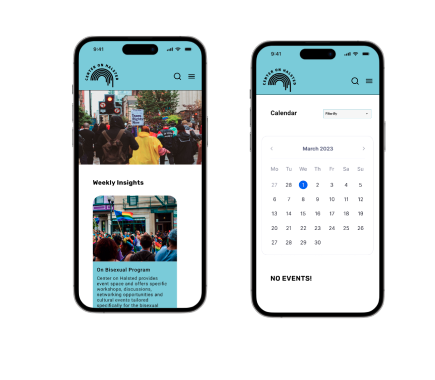 9:41
CENTER ON HALSTED
Weekly Insights
On Bisexual Program
Center on Halsted provides
event space and offers specific
workshops, discussions,
networking opportunities and
cultural events tailored
specifically for the bisexual
9:41
CENTER ON HALSTED
Calendar
Filter By
March 2023
Mo Tu We Th Fr Sa Su
27 28 1 2 3 4 5
6 7 8 9 10 11 12
13 14 15 16 17 18 19
20 21 22 23 24 25 26
27 28 29 30
NO EVENTS!